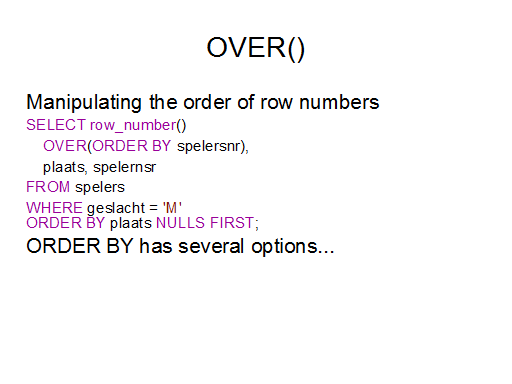 OVER()
Manipulating the order of row numbers
SELECT row_number()
OVER(ORDER BY spelersnr),
plaats, spelernsr
FROM spelers
WHERE geslacht = 'M'
ORDER BY plaats NULLS FIRST;
ORDER BY has several options...